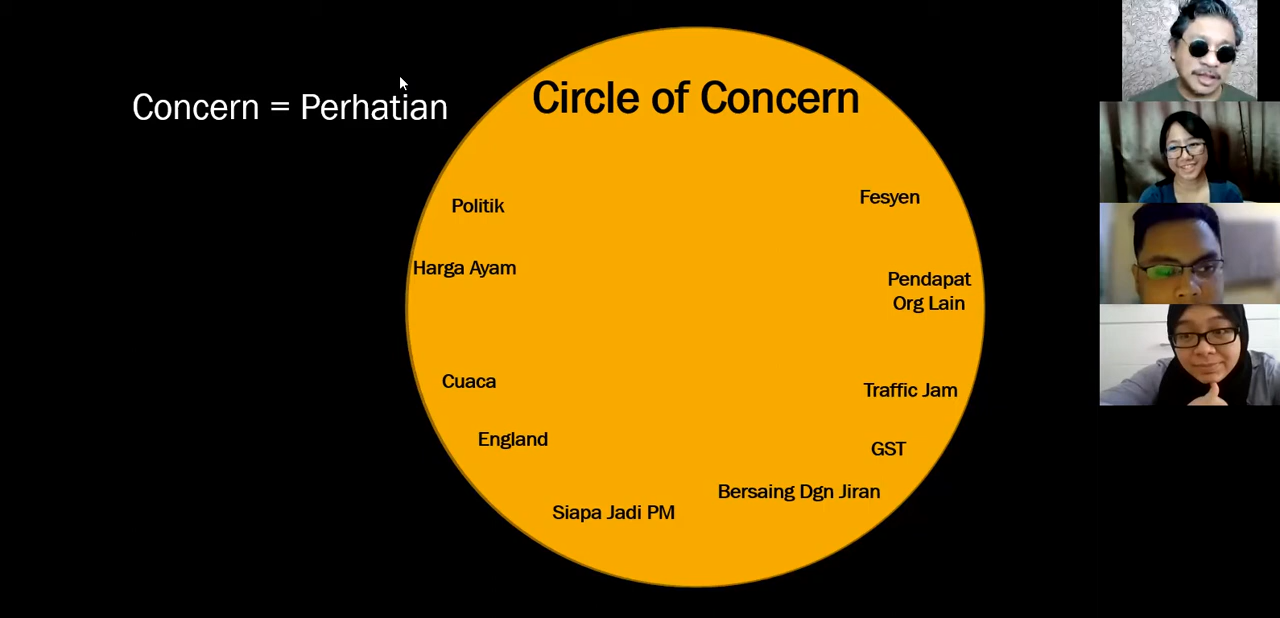 Concern = Perhatian
Circle of Concern
Politik
Fesyen
Harga Ayam
Pendapat
Org Lain
Cuaca
Traffic Jam
England
GST
Bersaing Dgn Jiran
Siapa Jadi PM